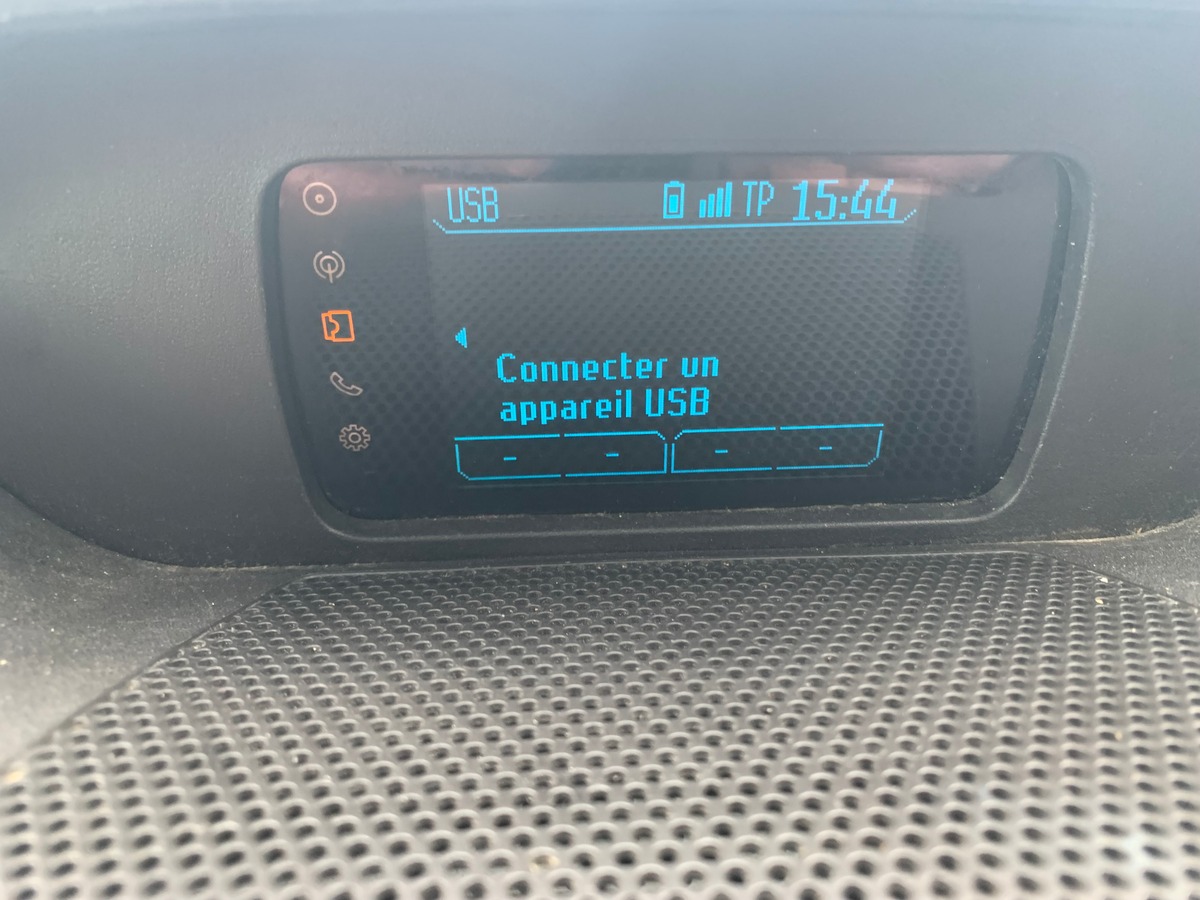 USB TP 15:44
Connecter un
appareil USB
- - - -